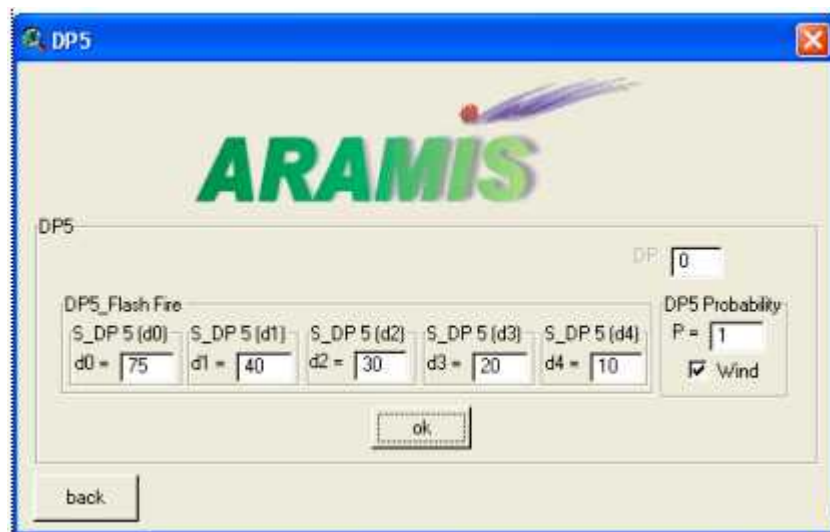 DP5
ARAMIS
DP5
DP 0
DP5_Flash Fire
DP5 Probability
S_DP 5 (d0) S_DP 5 (d1) S_DP 5 (d2) S_DP 5 (d3) S_DP 5 (d4)
d0 = 75 d1 = 40 d2 = 30 d3 = 20 d4 = 10
P = 1
Wind
ok
back